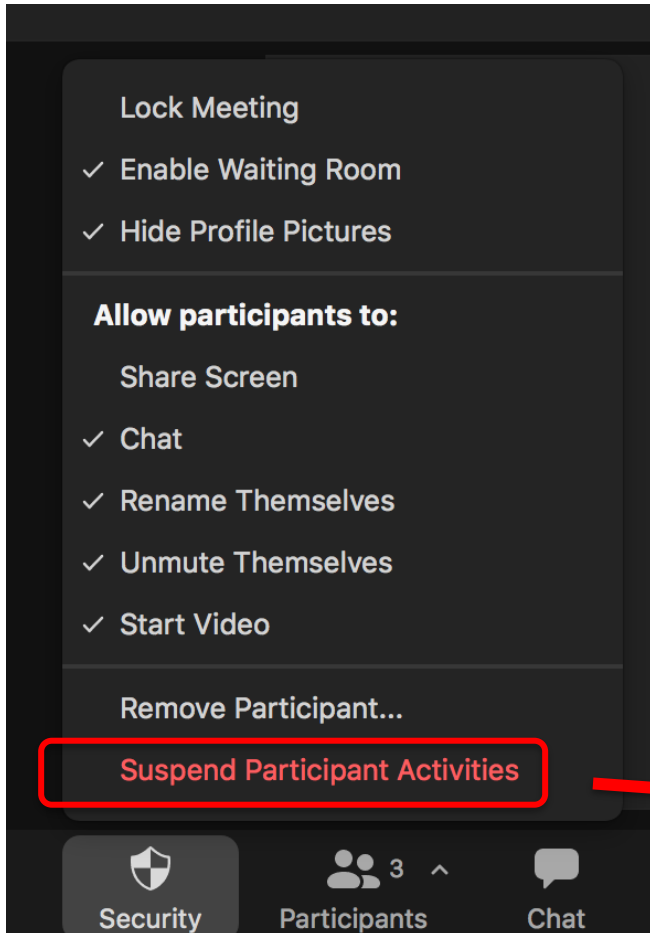 Lock Meeting
✓ Enable Waiting Room
✓ Hide Profile Pictures
Allow participants to:
Share Screen
✓ Chat
✓ Rename Themselves
✓ Unmute Themselves
✓ Start Video
Remove Participant...
Suspend Participant Activities
3
Security Participants Chat